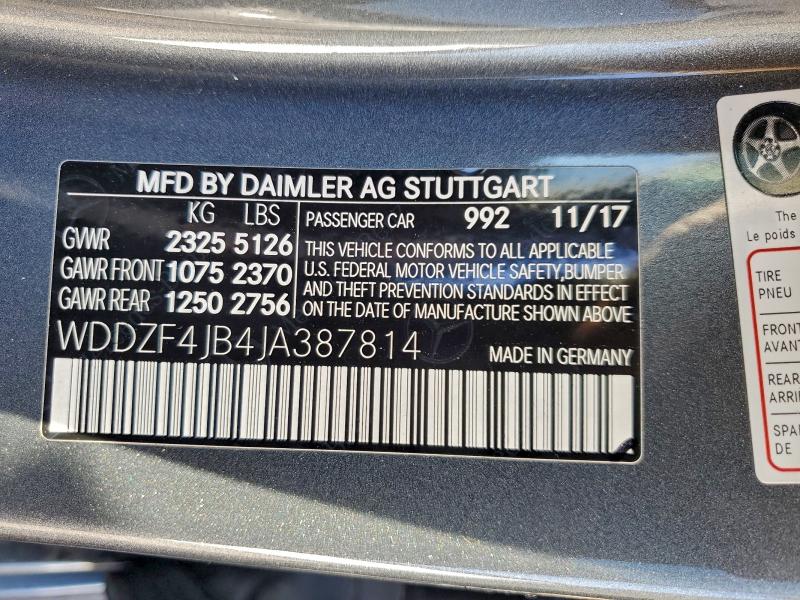 MFD BY DAIMLER AG STUTTGART
KG LBS
GVWR 2325 5126
GAWR FRONT 1075 2370
GAWR REAR 1250 2756
PASSENGER CAR 992 11/17
THIS VEHICLE CONFORMS TO ALL APPLICABLE
U.S. FEDERAL MOTOR VEHICLE SAFETY,BUMPER
AND THEFT PREVENTION STANDARDS IN EFFECT
ON THE DATE OF MANUFACTURE SHOWN ABOVE
WDDZF4JB4JA387814
MADE IN GERMANY
The
Le poids
TIRE
PNEU
FRONT
AVANT
REAR
ARRI
SPA
DE